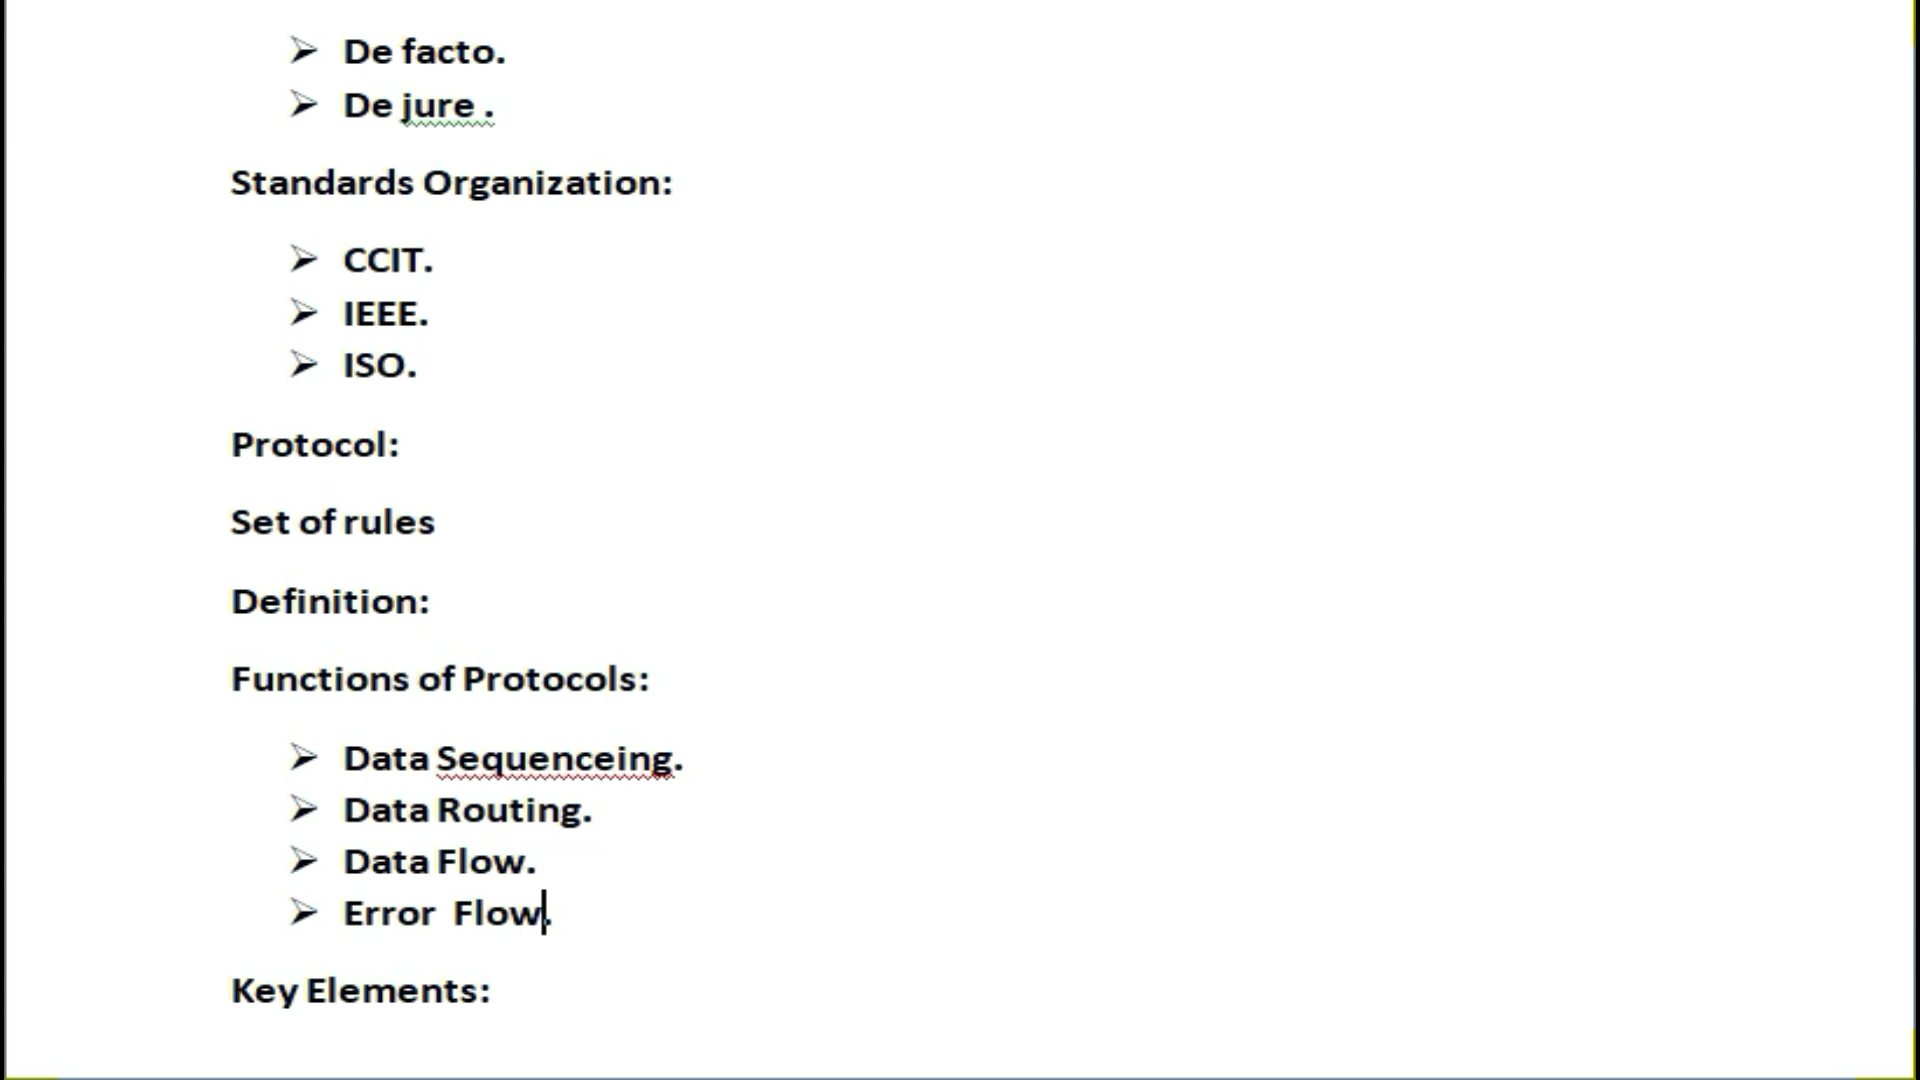 ➢ De facto.
➢ De jure .
Standards Organization:
➢ CCIT.
➢ IEEE.
➢ ISO.
Protocol:
Set of rules
Definition:
Functions of Protocols:
➢ Data Sequenceing.
➢ Data Routing.
➢ Data Flow.
➢ Error  Flow.
Key Elements: